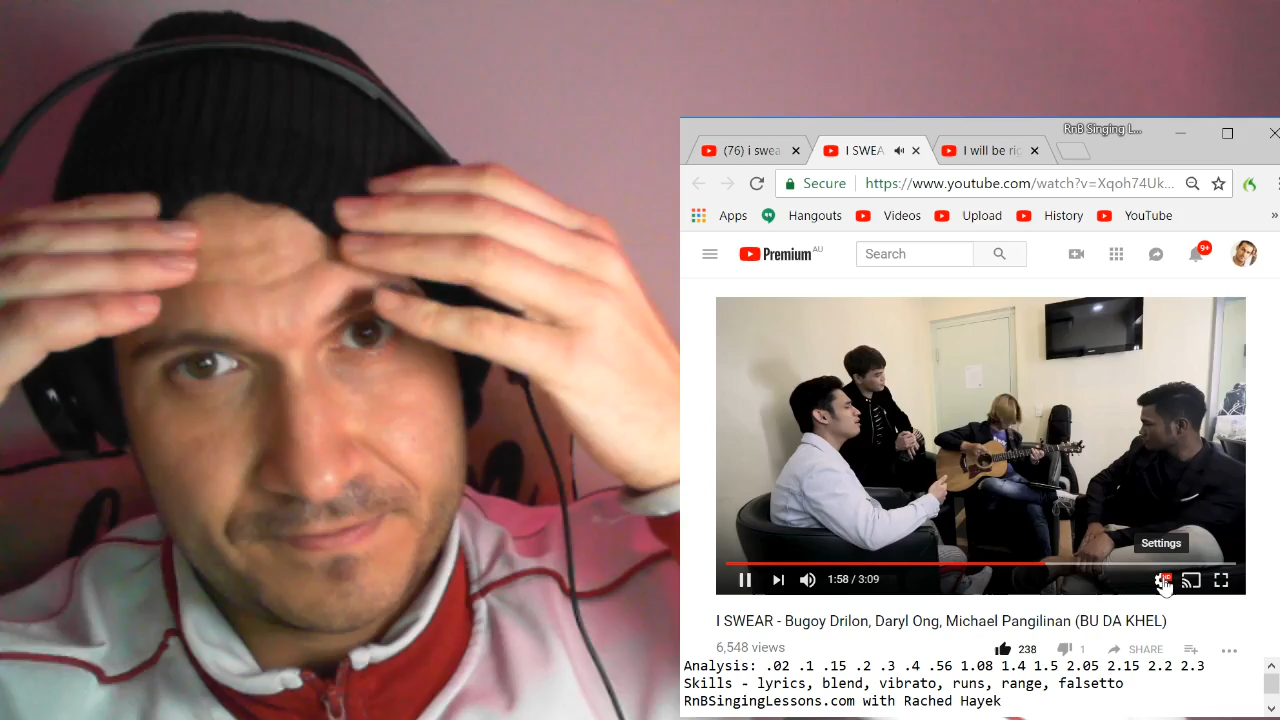 RnB Singing L...
(76) i swea
I SWEA
I will be rig
Secure
https://www.youtube.com/watch?v=Xqoh74Uk...
Apps
Hangouts
Videos
Upload
History
YouTube
Premium AU
Search
9+
Settings
1:58 / 3:09
HD
I SWEAR - Bugoy Drilon, Daryl Ong, Michael Pangilinan (BU DA KHEL)
6,548 views
238
1
SHARE
Analysis: .02 .1 .15 .2 .3 .4 .56 1.08 1.4 1.5 2.05 2.15 2.2 2.3
Skills - lyrics, blend, vibrato, runs, range, falsetto
RnBSingingLessons.com with Rached Hayek